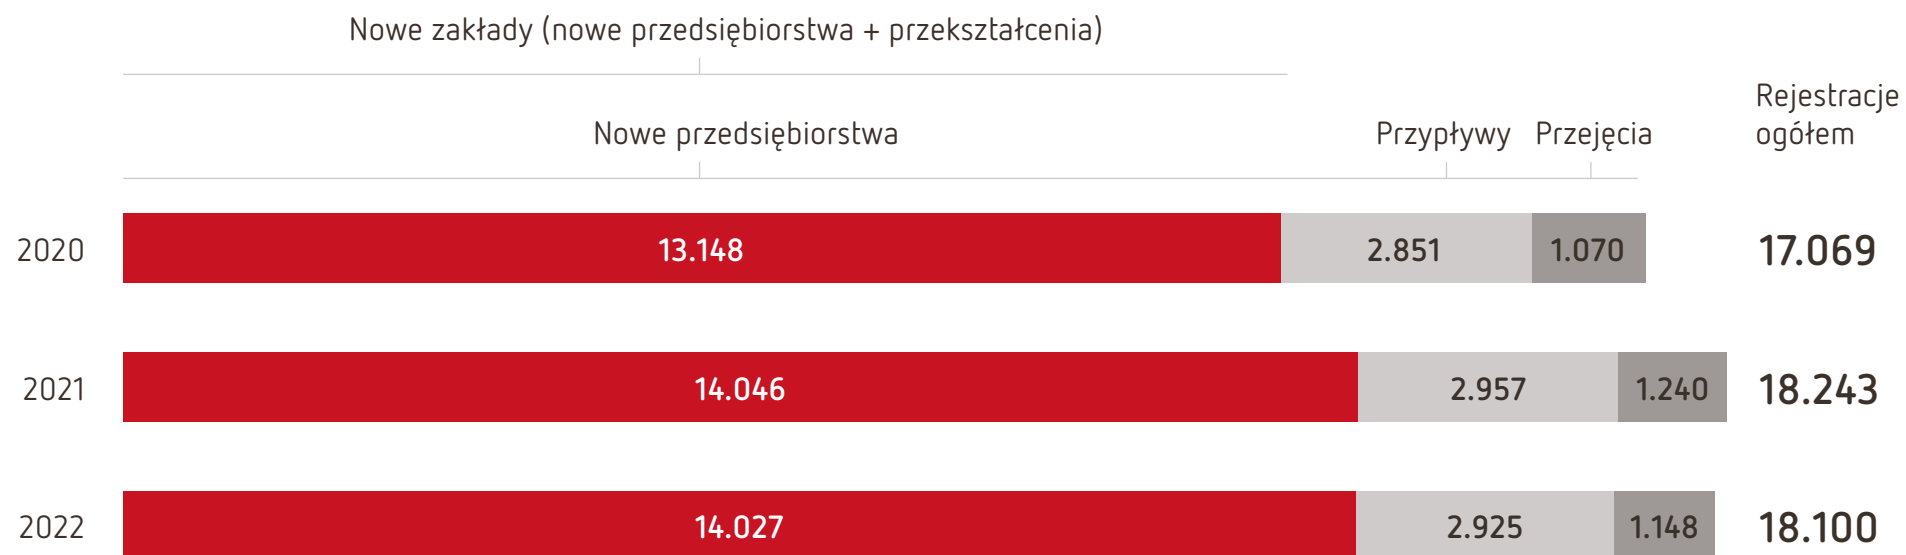 Nowe zakłady (nowe przedsiębiorstwa + przekształcenia)
Nowe przedsiębiorstwa
Przypływy
Przejęcia
Rejestracje
ogółem
2020
13.148
2.851
1.070
17.069
2021
14.046
2.957
1.240
18.243
2022
14.027
2.925
1.148
18.100